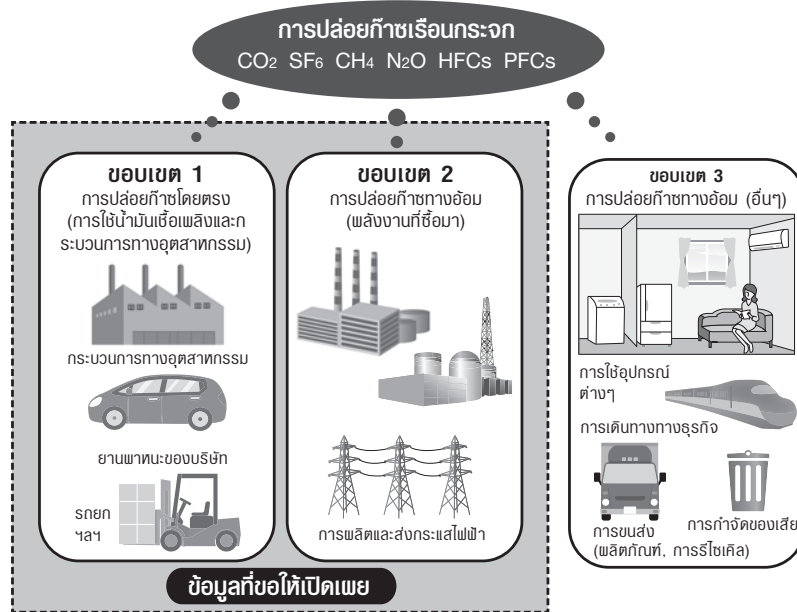 การปล่อยก๊าซเรือนกระจก
CO2 SF6 CH4 N2O HFCs PFCs
ขอบเขต 1
การปล่อยก๊าซโดยตรง
(การใช้น้ำมันเชื้อเพลิงและก
ระบวนการทางอุตสาหกรรม)
กระบวนการทางอุตสาหกรรม
ยานพาหนะของบริษัท
รถยก
ฯลฯ
ขอบเขต 2
การปล่อยก๊าซทางอ้อม
(พลังงานที่ซื้อมา)
การผลิตและส่งกระแสไฟฟ้า
ขอบเขต 3
การปล่อยก๊าซทางอ้อม (อื่นๆ)
การใช้อุปกรณ์
ต่างๆ
การเดินทางทางธุรกิจ
การขนส่ง
(ผลิตภัณฑ์, การรีไซเคิล)
การกำจัดของเสีย
ข้อมูลที่ขอให้เปิดเผย